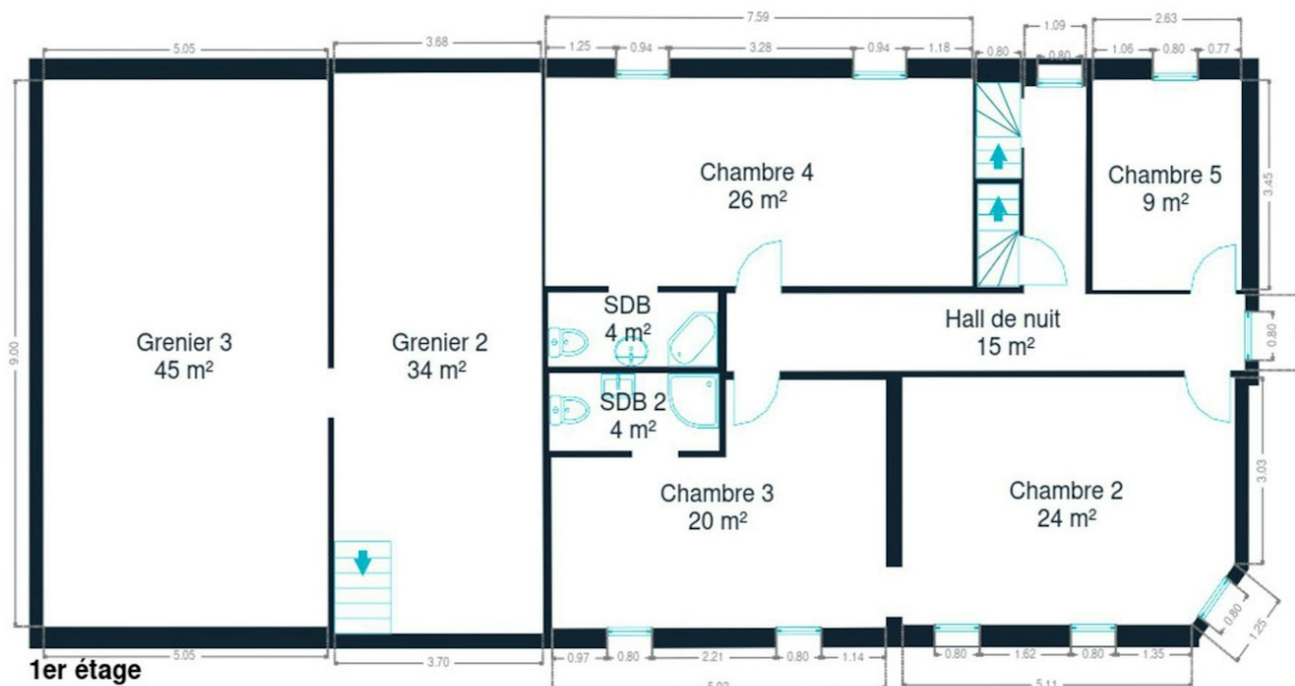 7.59
1.09
2.63
5.05
3.68
1.25
0.94
3.28
0.94
1.18
0.80
0.80
1.06
0.80
0.77
Chambre 4
26 m²
Chambre 5
9 m²
3.45
SDB
4 m²
Hall de nuit
15 m²
0.80
Grenier 3
45 m²
Grenier 2
34 m²
9.00
SDB 2
4 m²
Chambre 3
20 m²
Chambre 2
24 m²
3.03
0.80
1.25
5.05
3.70
0.97
0.80
2.21
0.80
1.14
0.80
1.62
0.80
1.35
5.11
1er étage